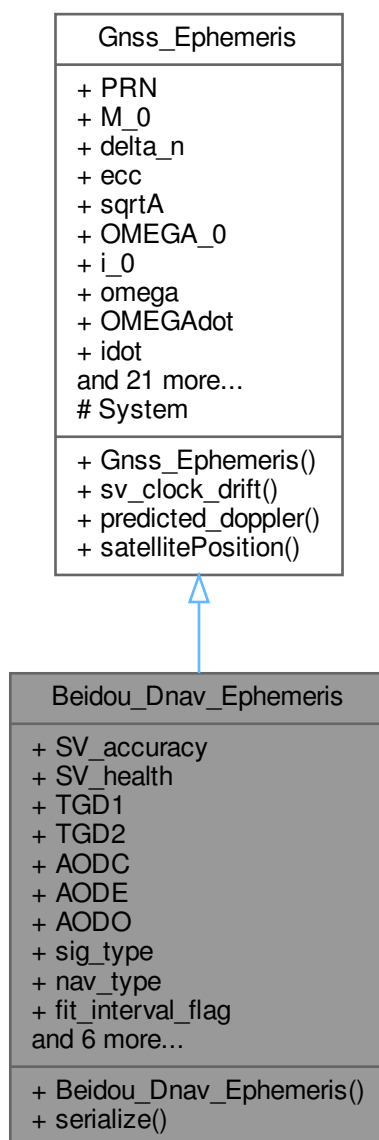 Gnss_Ephemeris
+ PRN
+ M_0
+ delta_n
+ ecc
+ sqrtA
+ OMEGA_0
+ i_0
+ omega
+ OMEGAdot
+ idot
and 21 more...
# System
+ Gnss_Ephemeris()
+ sv_clock_drift()
+ predicted_doppler()
+ satellitePosition()
Beidou_Dnav_Ephemeris
+ SV_accuracy
+ SV_health
+ TGD1
+ TGD2
+ AODC
+ AODE
+ AODO
+ sig_type
+ nav_type
+ fit_interval_flag
and 6 more...
+ Beidou_Dnav_Ephemeris()
+ serialize()